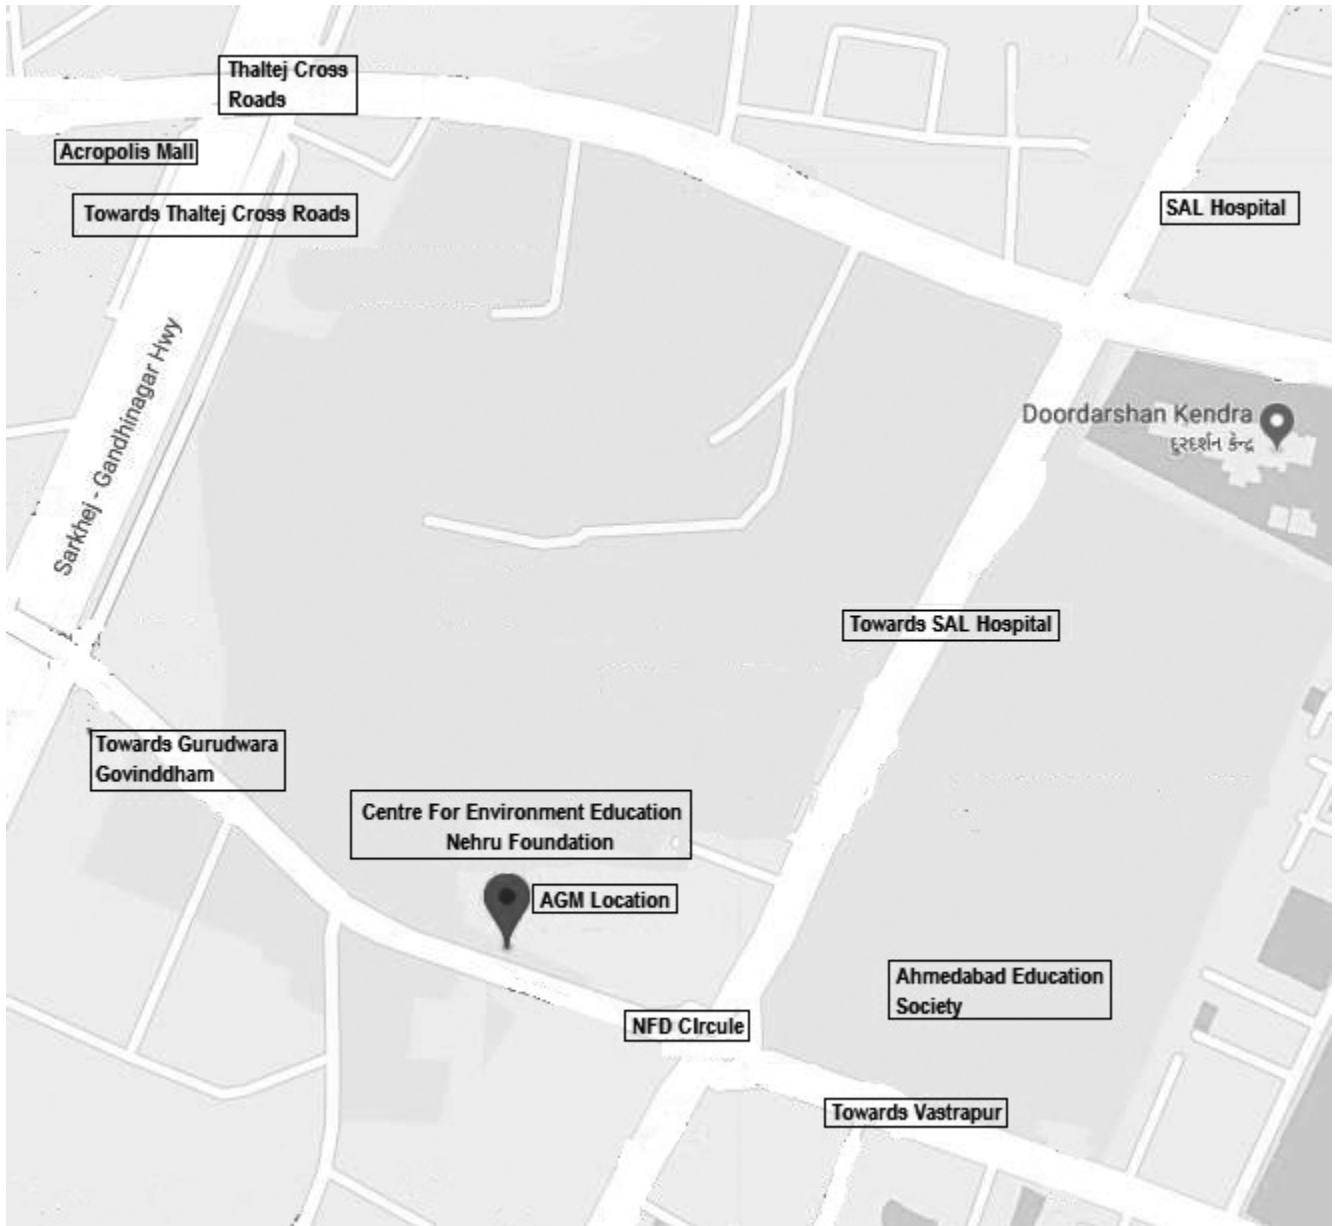 Thaltej Cross
Roads
Acropolis Mall
Towards Thaltej Cross Roads
SAL Hospital
Sarkhej - Gandhinagar Hwy
Doordarshan Kendra
દૂરદર્શન કેન્દ્ર
Towards SAL Hospital
Towards Gurudwara
Govinddham
Centre For Environment Education
Nehru Foundation
AGM Location
Ahmedabad Education
Society
NFD CIrcule
Towards Vastrapur